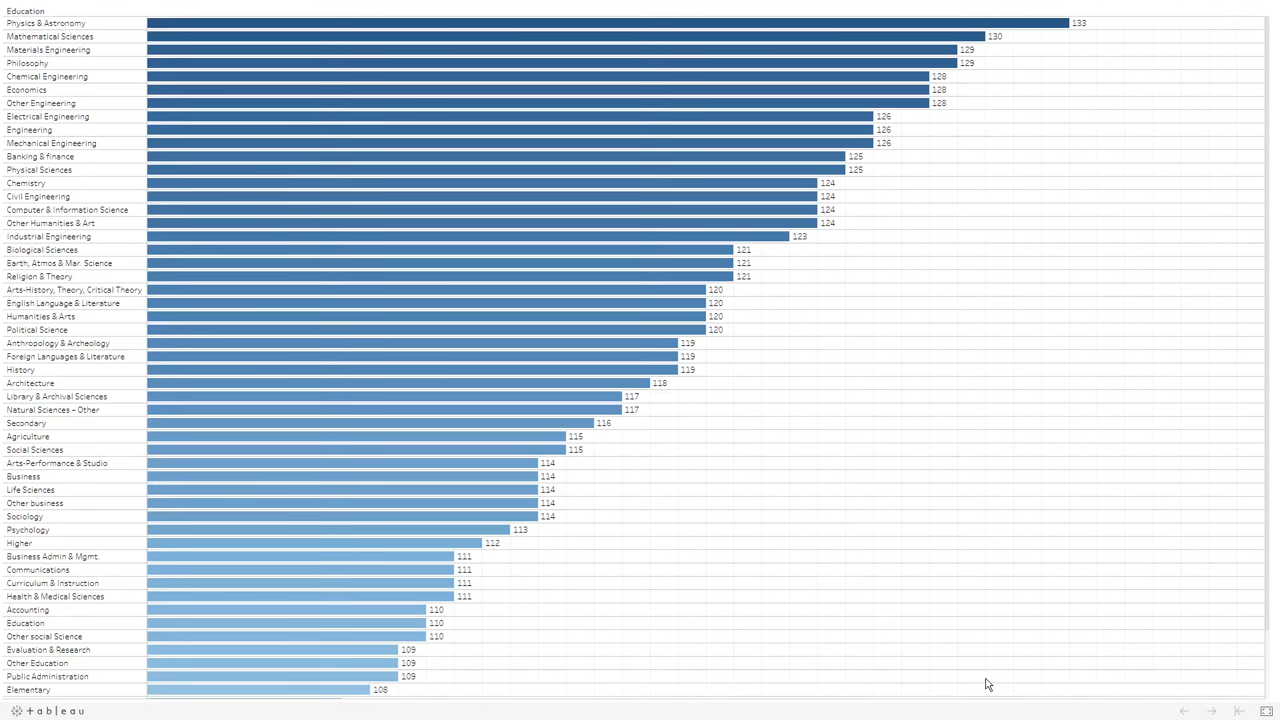 Education
Physics & Astronomy 133
Mathematical Sciences 130
Materials Engineering 129
Philosophy 129
Chemical Engineering 128
Economics 128
Other Engineering 128
Electrical Engineering 126
Engineering 126
Mechanical Engineering 126
Banking & finance 125
Physical Sciences 125
Chemistry 124
Civil Engineering 124
Computer & Information Science 124
Other Humanities & Art 124
Industrial Engineering 123
Biological Sciences 121
Earth, Atmos & Mar. Science 121
Religion & Theory 121
Arts-History, Theory, Critical Theory 120
English Language & Literature 120
Humanities & Arts 120
Political Science 120
Anthropology & Archeology 119
Foreign Languages & Literature 119
History 119
Architecture 118
Library & Archival Sciences 117
Natural Sciences – Other 117
Secondary 116
Agriculture 115
Social Sciences 115
Arts-Performance & Studio 114
Business 114
Life Sciences 114
Other business 114
Sociology 114
Psychology 113
Higher 112
Business Admin & Mgmt. 111
Communications 111
Curriculum & Instruction 111
Health & Medical Sciences 111
Accounting 110
Education 110
Other social Science 110
Evaluation & Research 109
Other Education 109
Public Administration 109
Elementary 108
+ableau